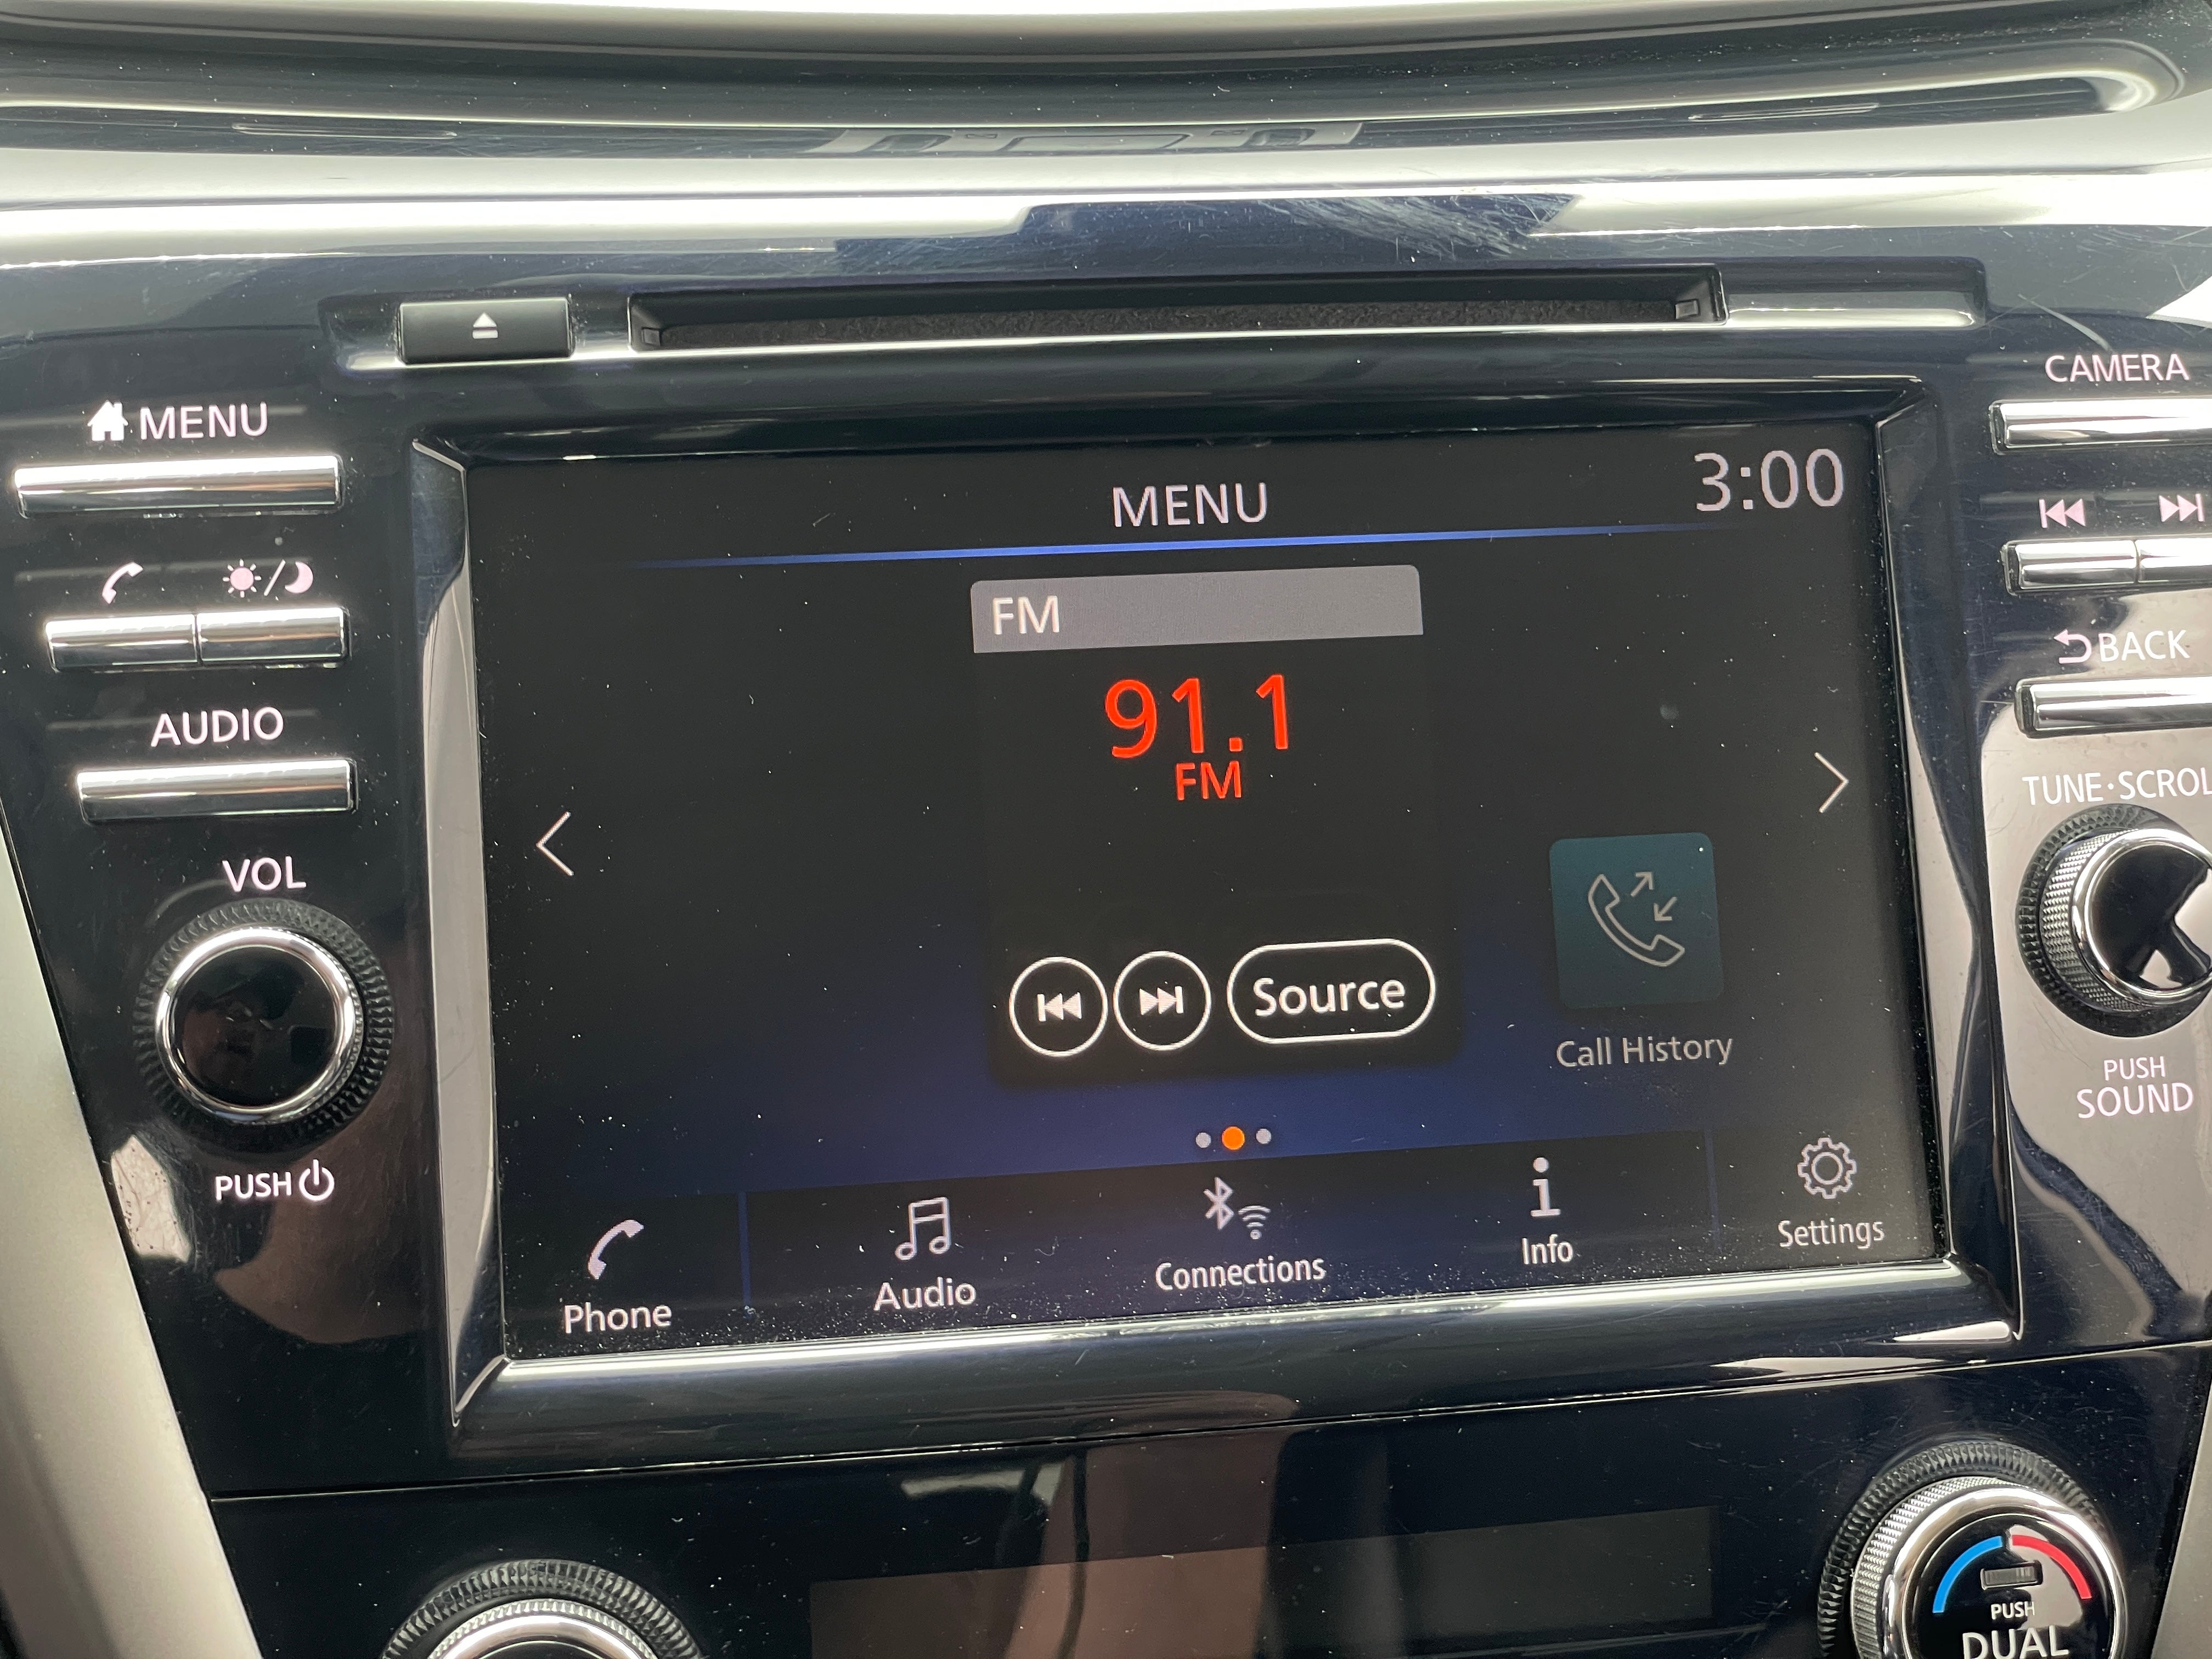 MENU
AUDIO
VOL
PUSH
MENU
3:00
FM
91.1
FM
Source
Call History
Phone
Audio
Connections
Info
Settings
CAMERA
BACK
TUNE·SCROL
PUSH
SOUND
PUSH
DUAL